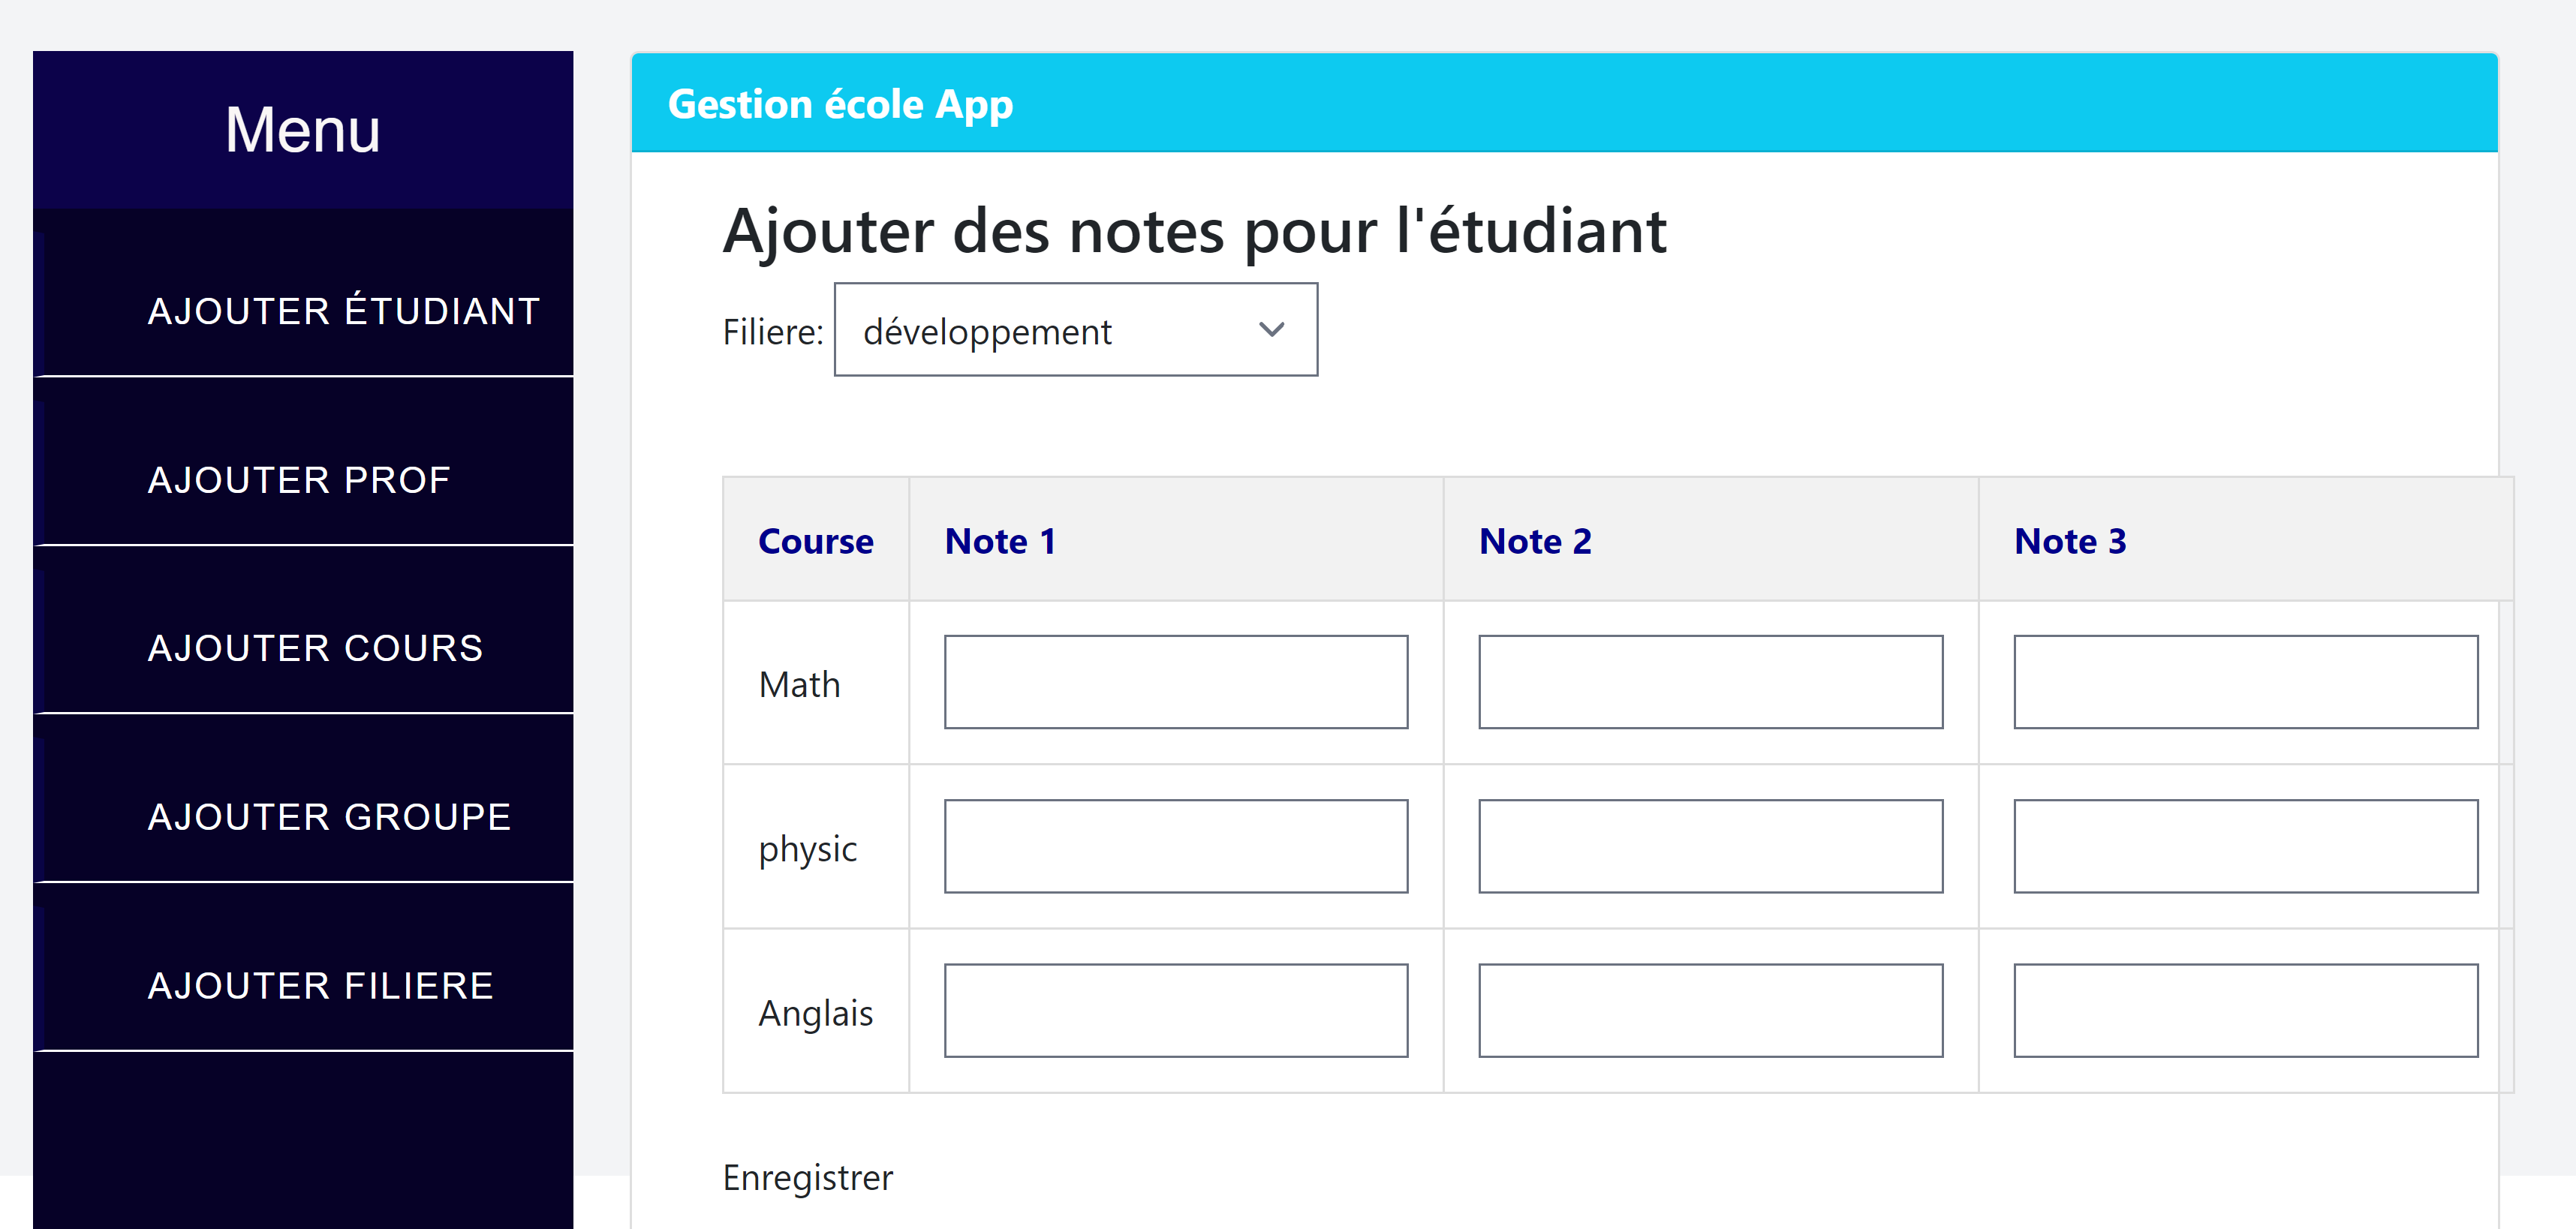 Menu
AJOUTER ÉTUDIANT
AJOUTER PROF
AJOUTER COURS
AJOUTER GROUPE
AJOUTER FILIERE
Gestion école App
Ajouter des notes pour l'étudiant
Filiere: développement
Course Note 1 Note 2 Note 3
Math
physic
Anglais
Enregistrer